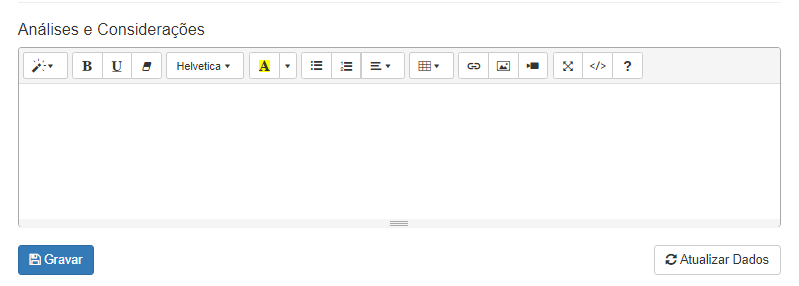 Análises e Considerações
B U Helvetica A </> ?
Gravar Atualizar Dados